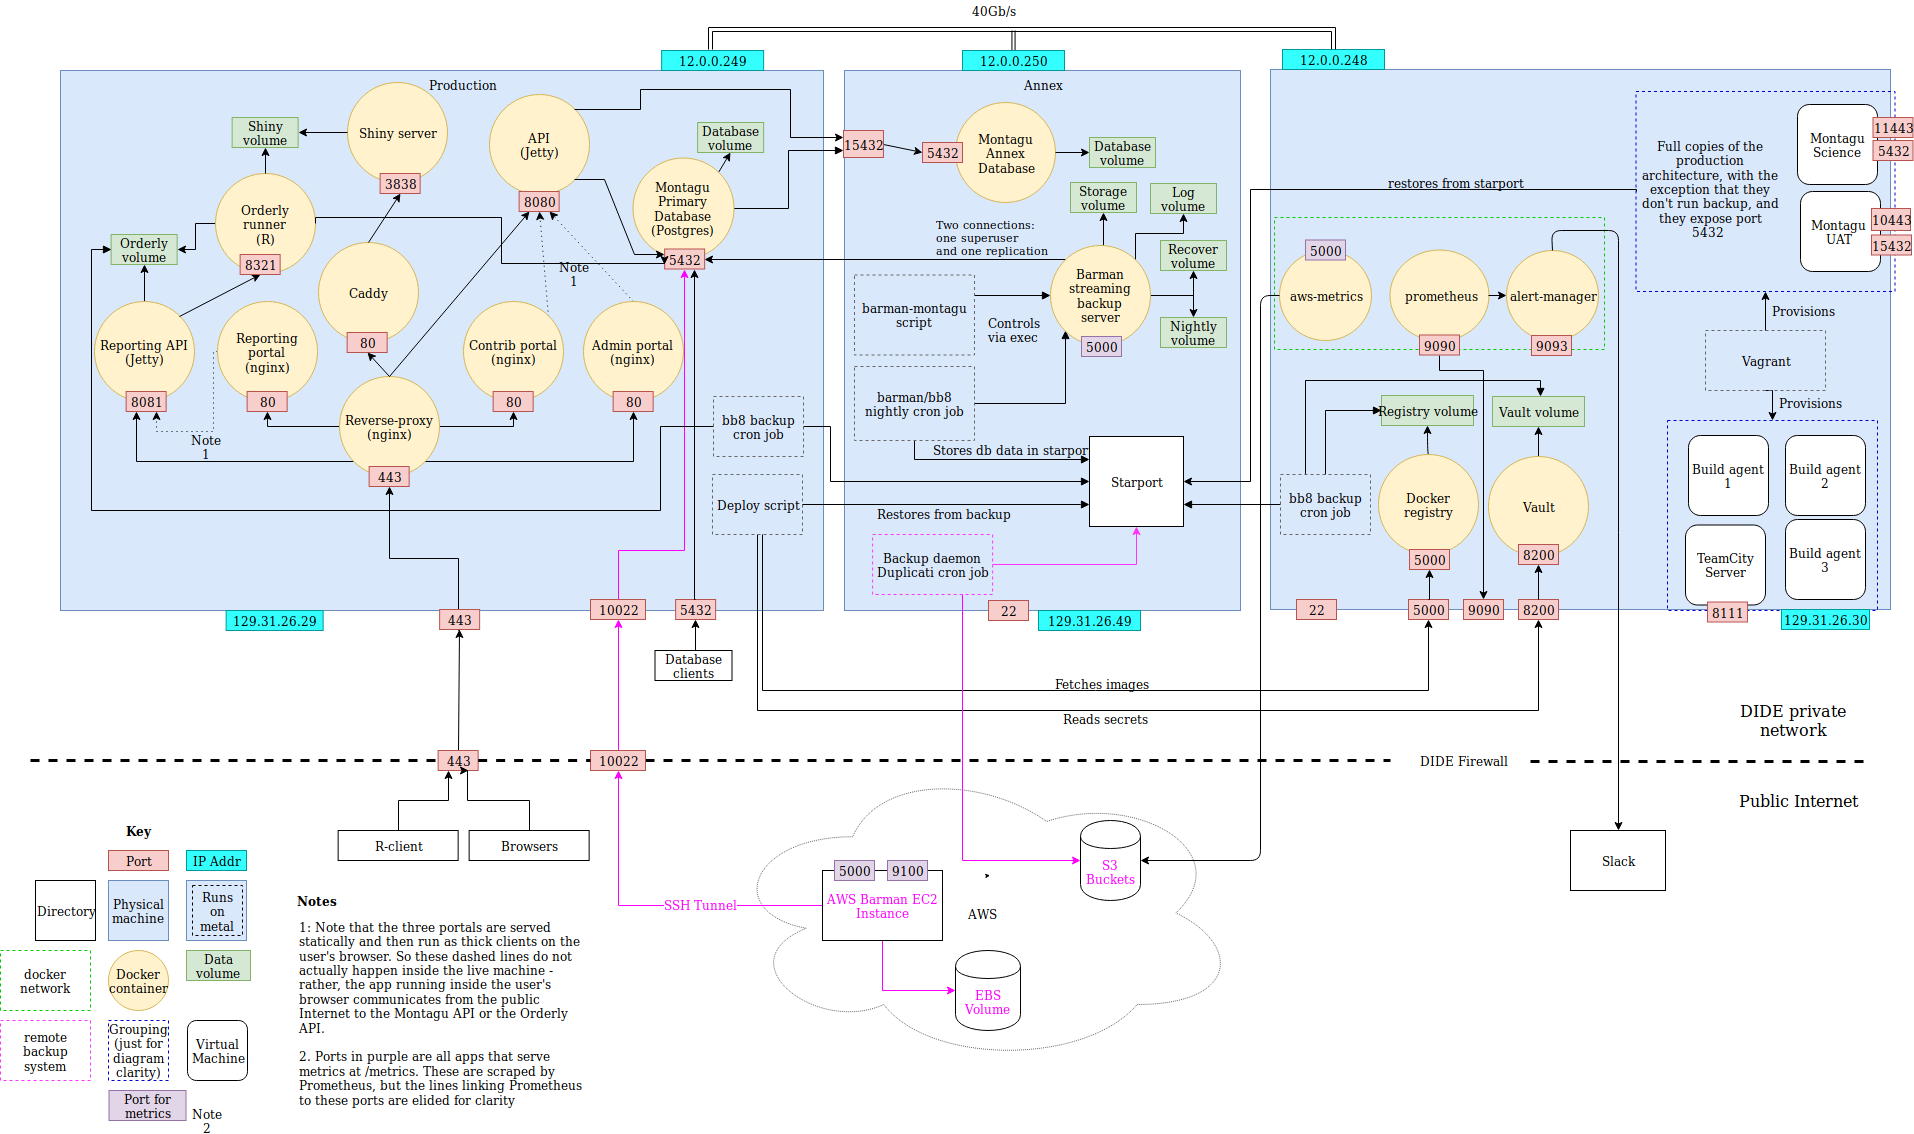 40Gb/s
12.0.0.249
12.0.0.250
12.0.0.248
Production
Shiny
volume
Shiny server
3838
API
(Jetty)
8080
Database
volume
Montagu
Primary
Database
(Postgres)
5432
Orderly
runner
(R)
8321
Orderly
volume
Caddy
80
Note
1
Reporting API
(Jetty)
8081
Reporting
portal
(nginx)
80
Contrib portal
(nginx)
80
Admin portal
(nginx)
80
Reverse-proxy
(nginx)
443
Note
1
bb8 backup
cron job
Deploy script
129.31.26.29
443
10022
5432
Database
clients
Annex
15432
5432
Montagu
Annex
Database
Database
volume
Storage
volume
Log
volume
Two connections:
one superuser
and one replication
Recover
volume
Barman
streaming
backup
server
5000
barman-montagu
script
Controls
via exec
Nightly
volume
barman/bb8
nightly cron job
Stores db data in starpor
Starport
Restores from backup
Backup daemon
Duplicati cron job
22
129.31.26.49
restores from starport
Full copies of the
production
architecture, with the
exception that they
don't run backup, and
they expose port
5432
Montagu
Science
11443
5432
Montagu
UAT
10443
15432
5000
aws-metrics
prometheus
9090
alert-manager
9093
Provisions
Vagrant
Provisions
Registry volume
Vault volume
bb8 backup
cron job
Docker
registry
5000
Vault
8200
Build agent
1
Build agent
2
TeamCity
Server
Build agent
3
8111
129.31.26.30
22
5000
9090
8200
Fetches images
Reads secrets
DIDE private
network
443
10022
DIDE Firewall
Public Internet
R-client
Browsers
Slack
SSH Tunnel
5000
9100
AWS Barman EC2
Instance
AWS
S3
Buckets
EBS
Volume
Key
Port
IP Addr
Directory
Physical
machine
Runs
on
metal
docker
network
Docker
container
Data
volume
remote
backup
system
Grouping
(just for
diagram
clarity)
Virtual
Machine
Port for
metrics
Note
2
Notes
1: Note that the three portals are served
statically and then run as thick clients on the
user's browser. So these dashed lines do not
actually happen inside the live machine -
rather, the app running inside the user's
browser communicates from the public
Internet to the Montagu API or the Orderly
API.
2. Ports in purple are all apps that serve
metrics at /metrics. These are scraped by
Prometheus, but the lines linking Prometheus
to these ports are elided for clarity